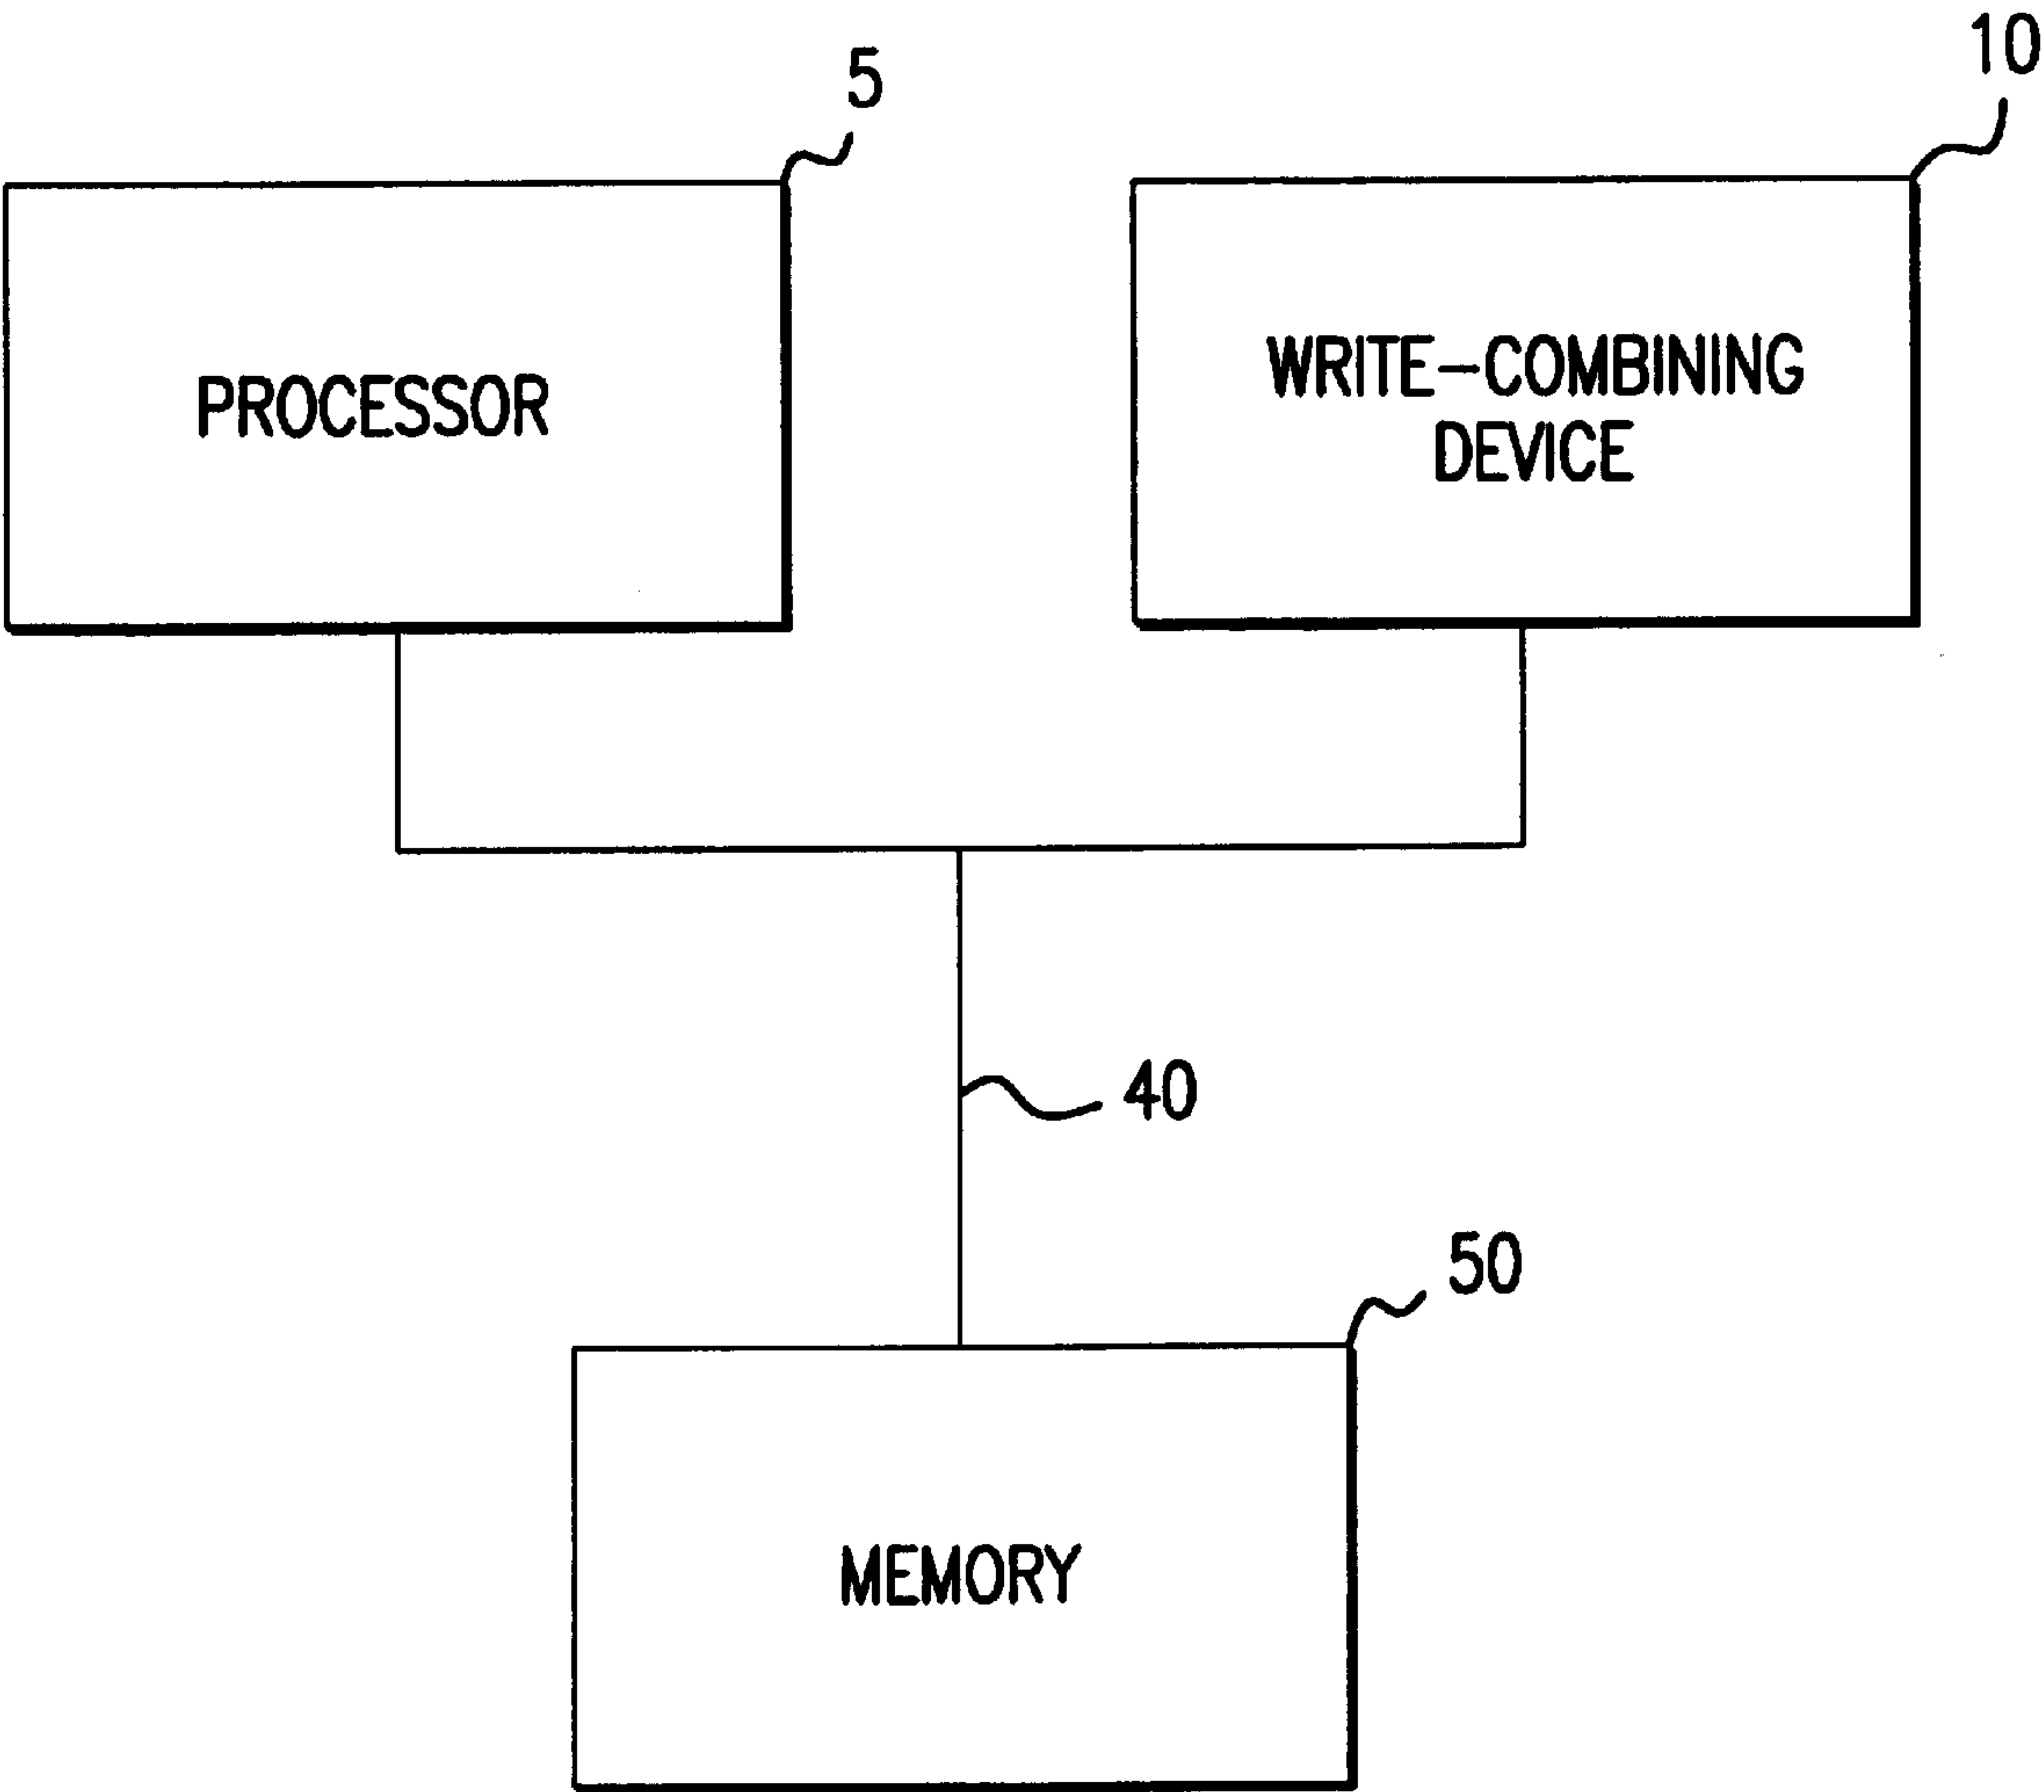 5
10
PROCESSOR
WRITE-COMBINING
DEVICE
40
50
MEMORY